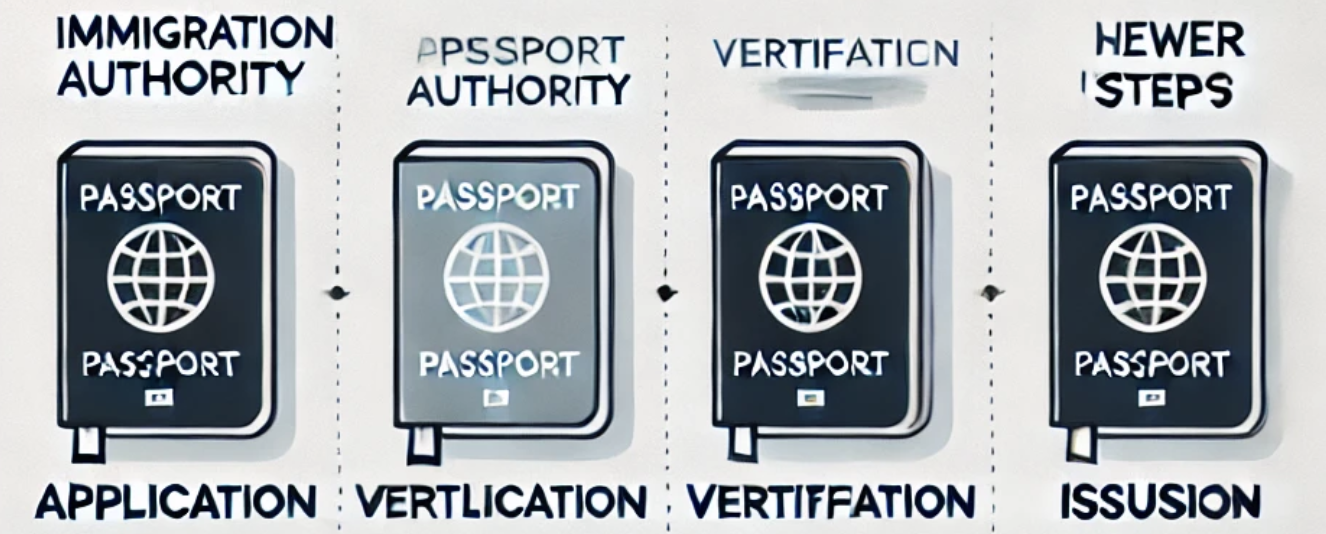 IMMIGRATION
AUTHORITY
PASSPORT
PASSPORT
APPLICATION
APSSPORT
AUTHORITY
PASSPORT
PASSPORT
VERTLICATION
VERTIFATION
PASSPORT
PASSPORT
VERTIFFATION
HEWER
STEPS
PASSPORT
PASSPORT
ISSUSION